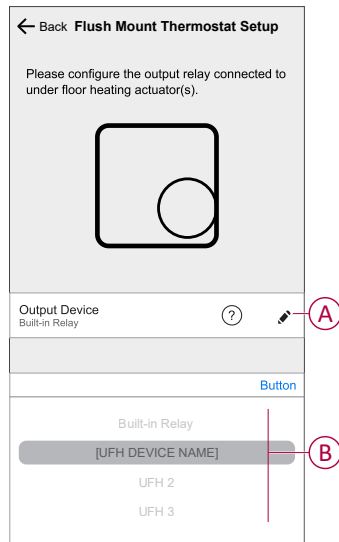 Back Flush Mount Thermostat Setup
Please configure the output relay connected to
under floor heating actuator(s).
Output Device
Built-in Relay
?
A
Button
Built-in Relay
[UFH DEVICE NAME]
B
UFH 2
UFH 3